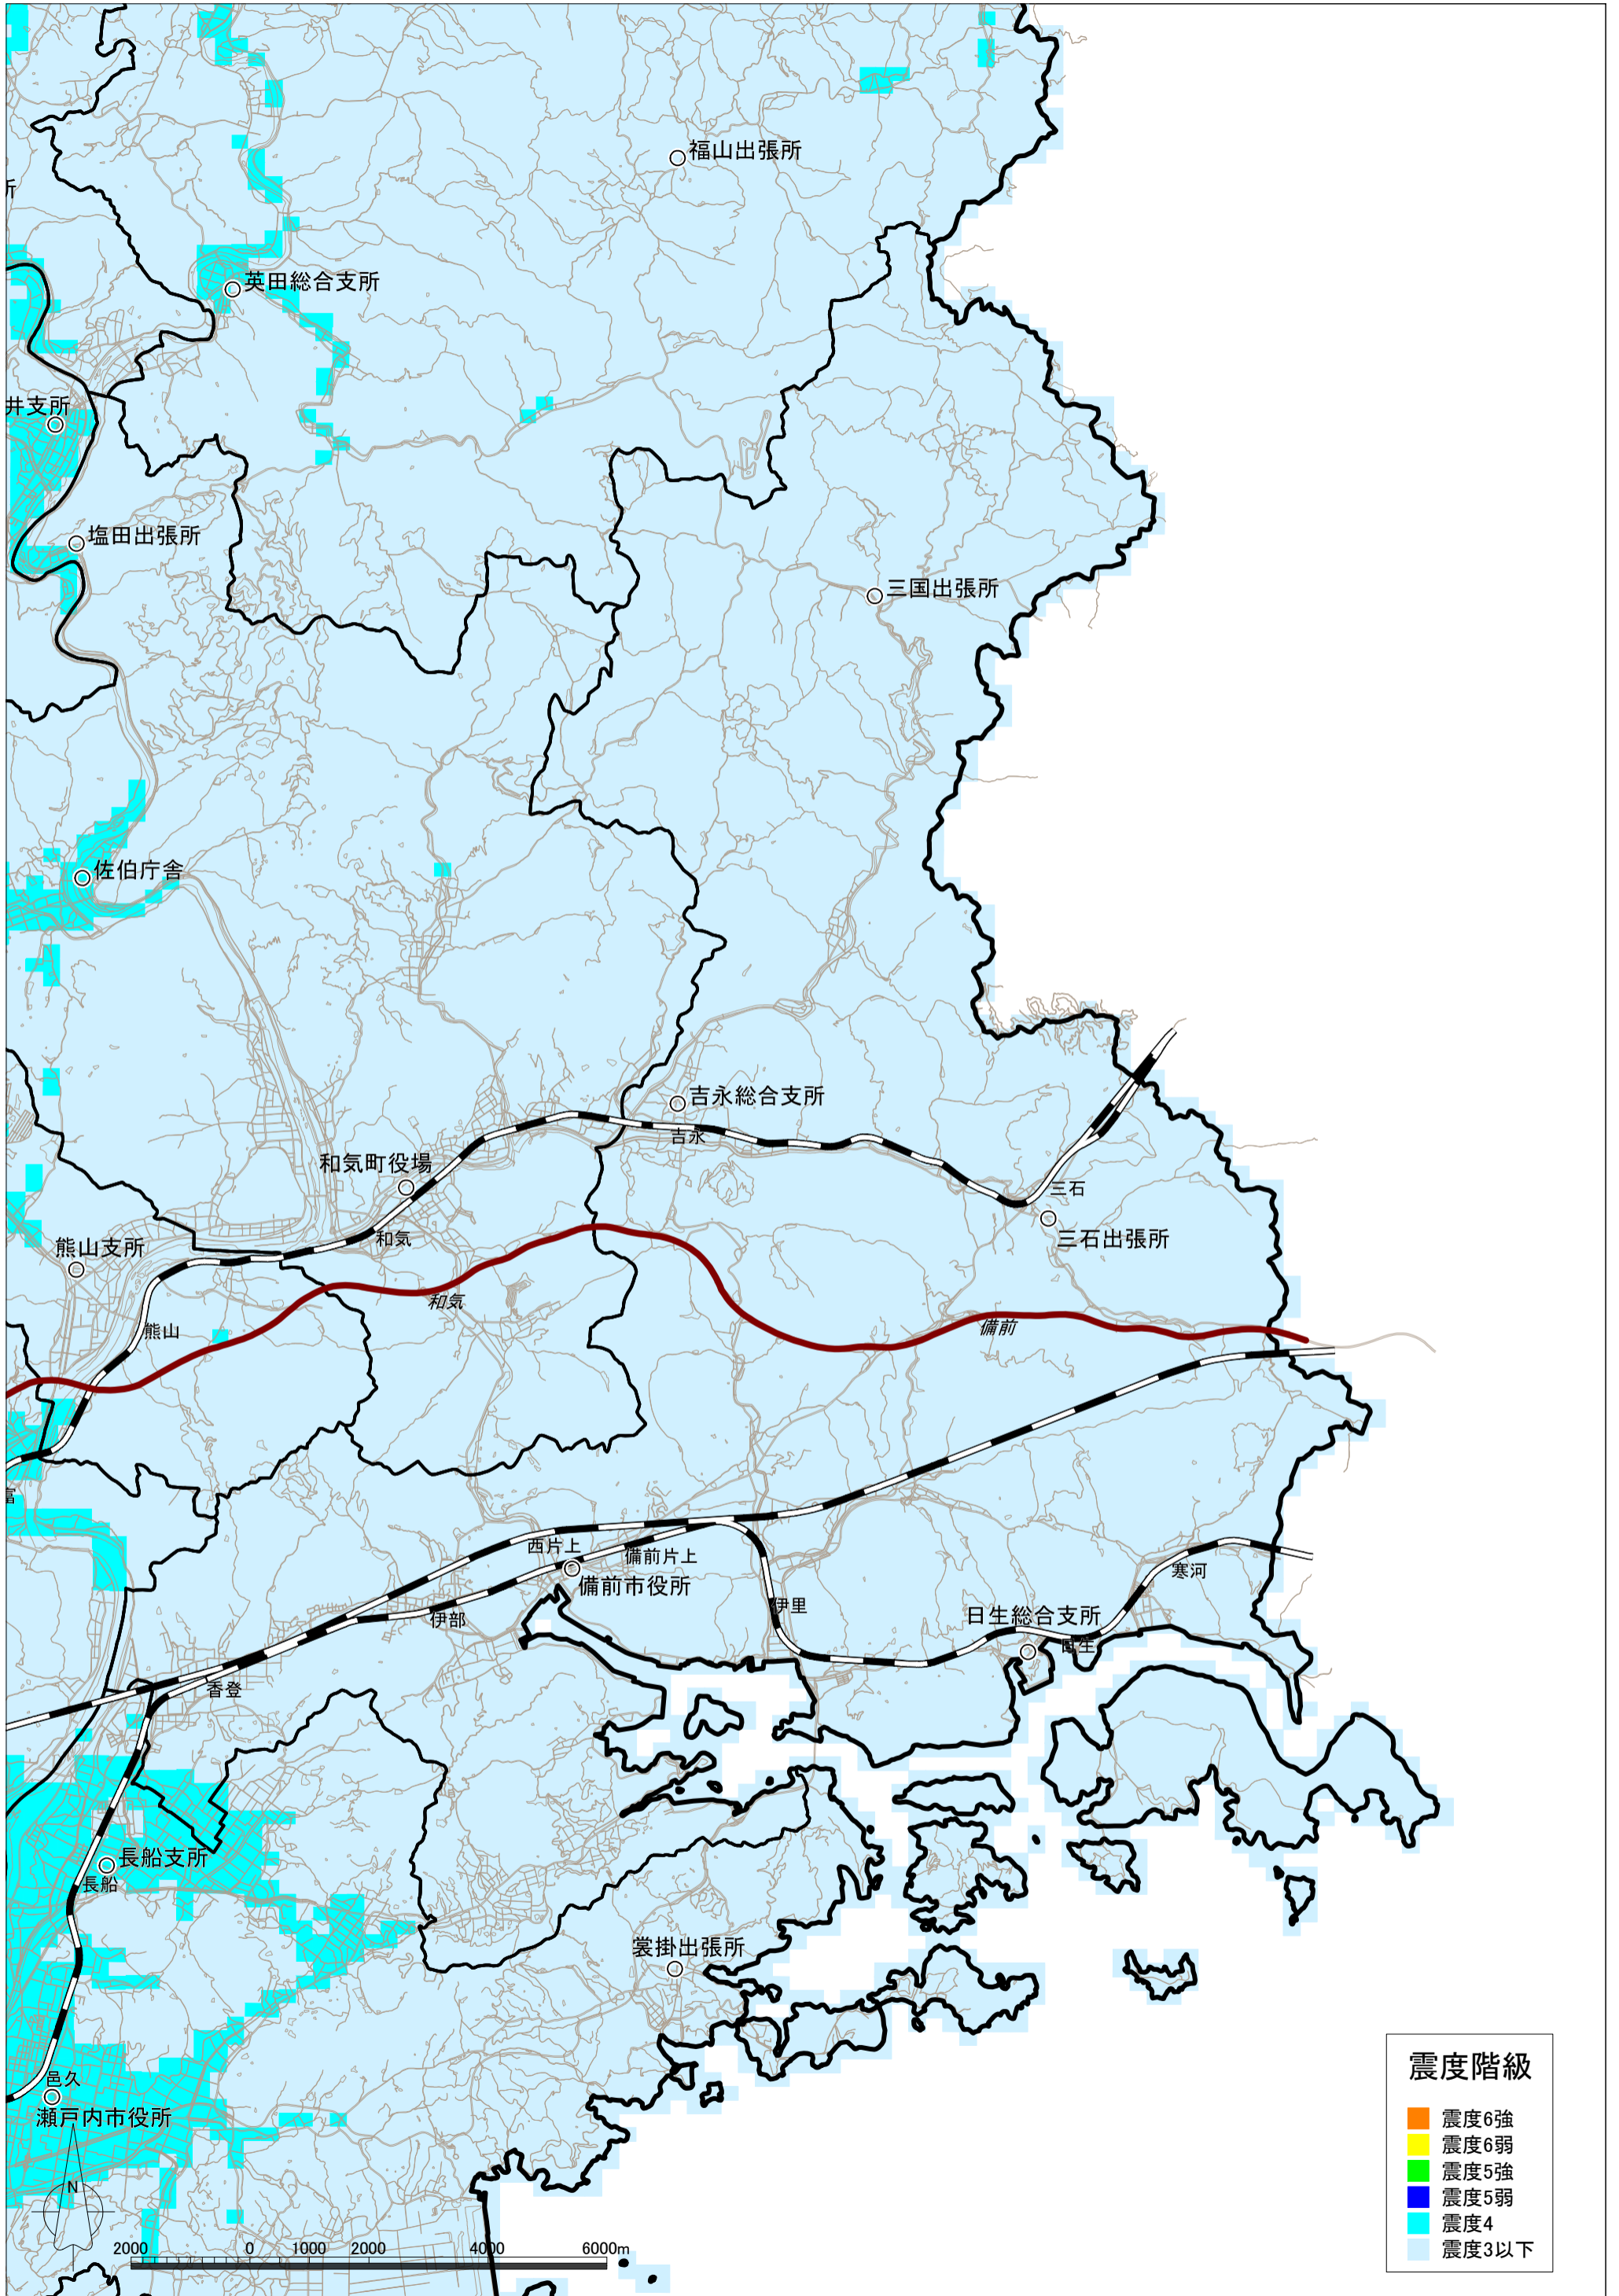 福山出張所
所
英田総合支所
井支所
塩田出張所
三国出張所
佐伯庁舎
吉永総合支所
吉永
和気町役場
三石
和気
三石出張所
熊山支所
和気
備前
熊山
富
西片上
備前片上
備前市役所
寒河
伊部
伊里
日生総合支所
日生
香登
長船支所
長船
裳掛出張所
邑久
瀬戸内市役所
N
2000 0 1000 2000 4000 6000m
震度階級
震度6強
震度6弱
震度5強
震度5弱
震度4
震度3以下